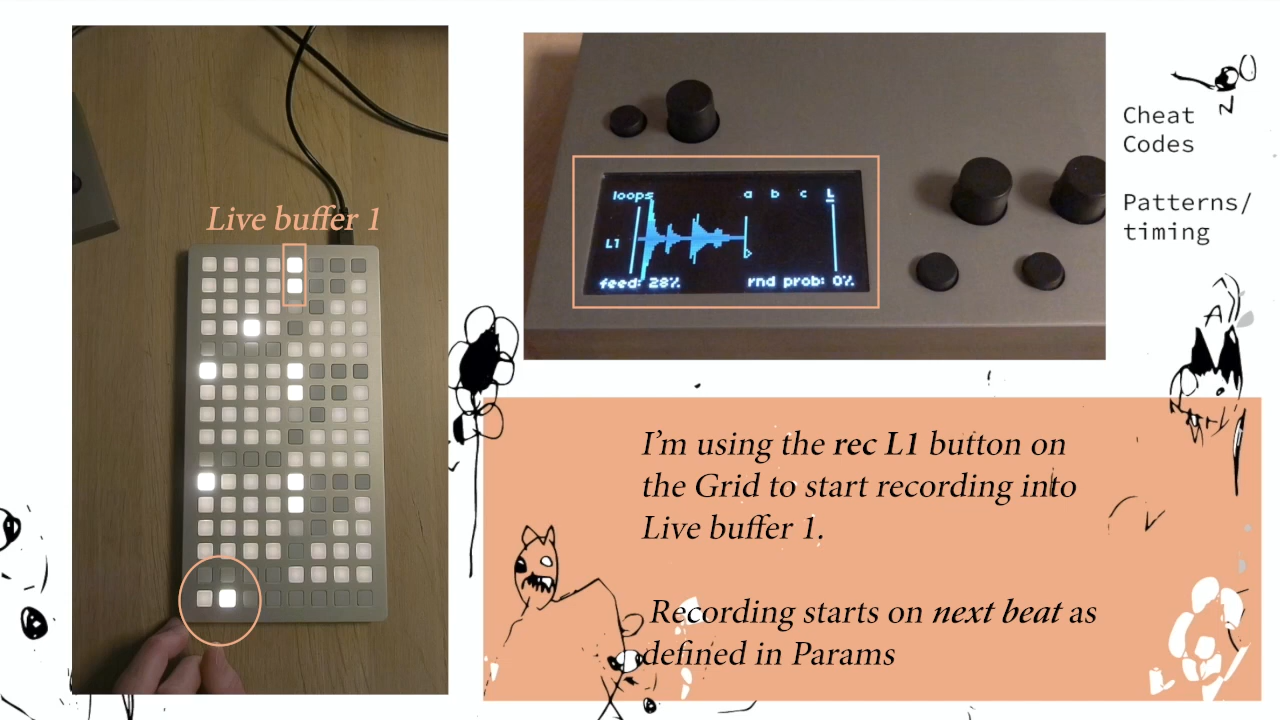 Live buffer 1
loops a b c L
L1
feed: 28% rnd prob: 0%
Cheat
Codes
Patterns/
timing
I'm using the rec L1 button on
the Grid to start recording into
Live buffer 1.
Recording starts on next beat as
defined in Params